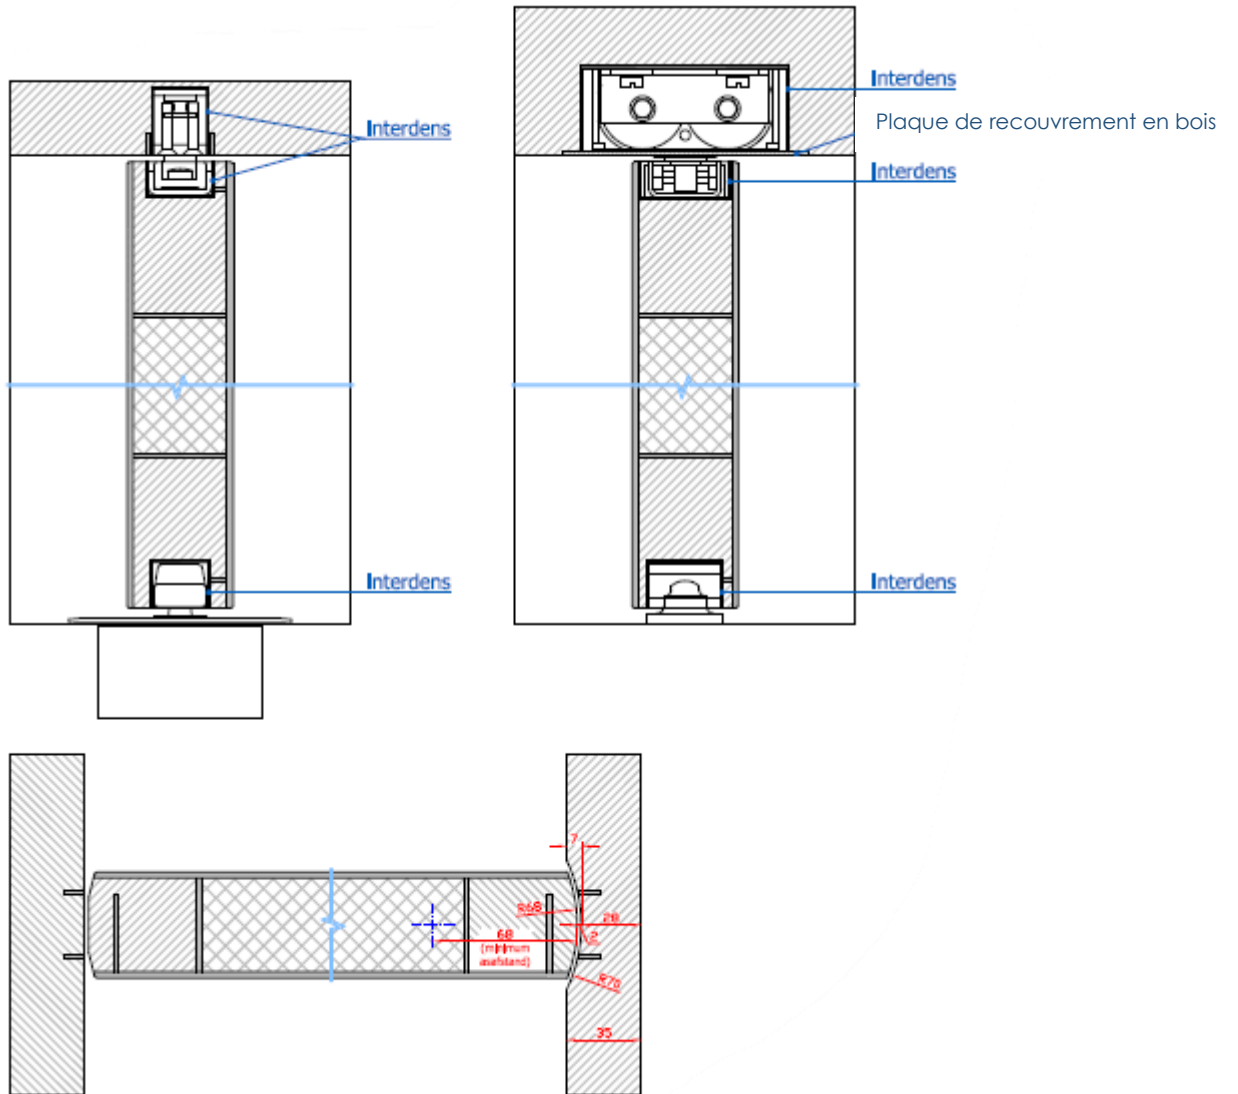 Interdens
Interdens
Plaque de recouvrement en bois
Interdens
Interdens
Interdens
7
R68
28
68
(minimum
asafstand)
2
R70
35